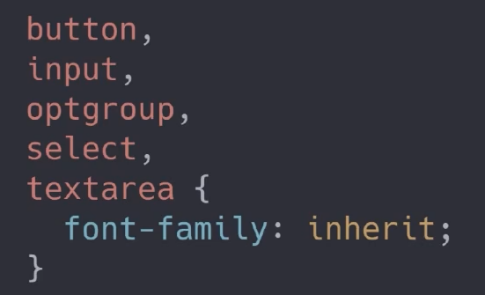 button,
input,
optgroup,
select,
textarea {
  font-family: inherit;
}